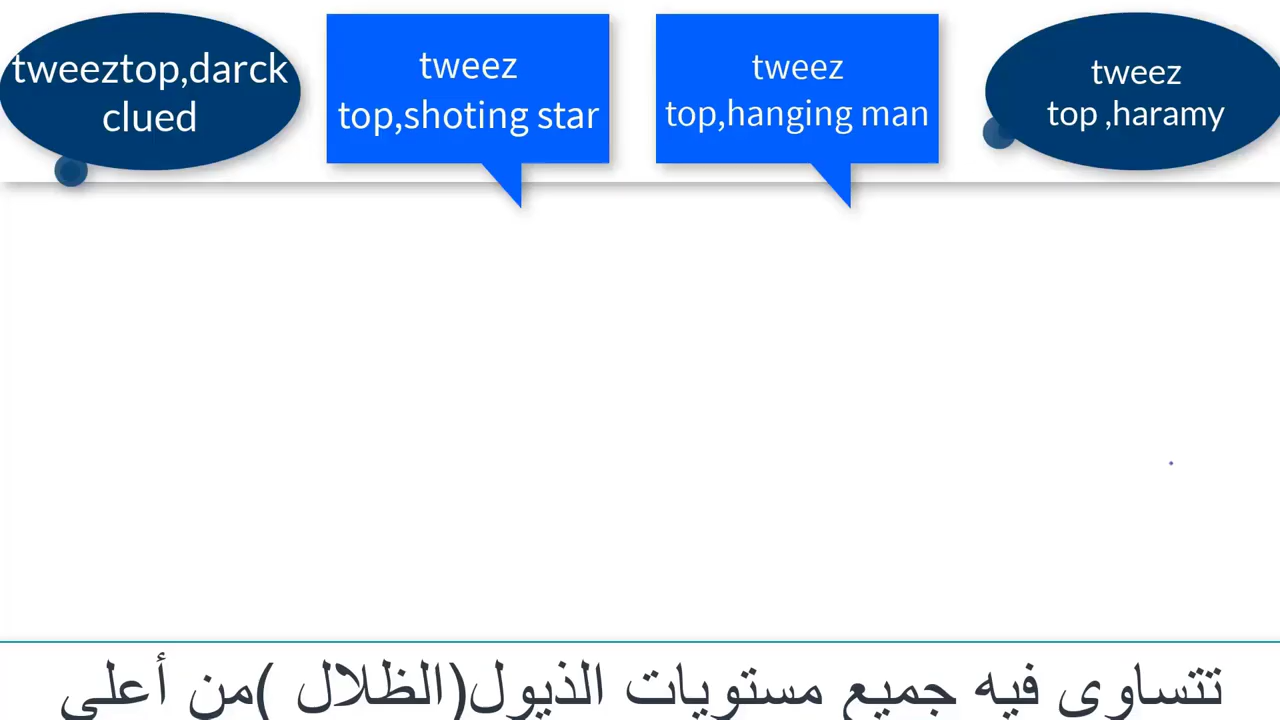 tweeztop,darck
clued
tweez
top,shoting star
tweez
top,hanging man
tweez
top ,haramy
تتساوى فيه جميع مستويات الذيول(الظلال )من أعلى